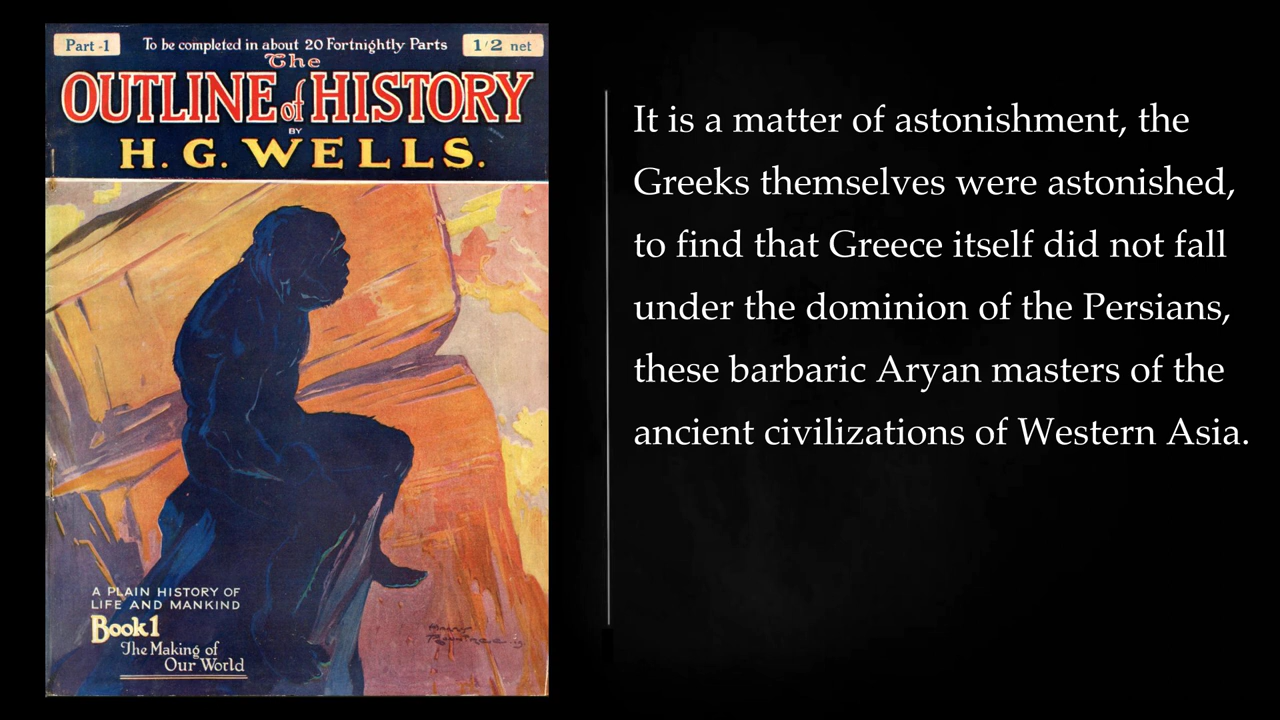 Part -1
To be completed in about 20 Fortnightly Parts
1/2 net
The
OUTLINE of HISTORY
BY
H. G. WELLS.
A PLAIN HISTORY OF
LIFE AND MANKIND
Book 1
The Making of
Our World
It is a matter of astonishment, the
Greeks themselves were astonished,
to find that Greece itself did not fall
under the dominion of the Persians,
these barbaric Aryan masters of the
ancient civilizations of Western Asia.